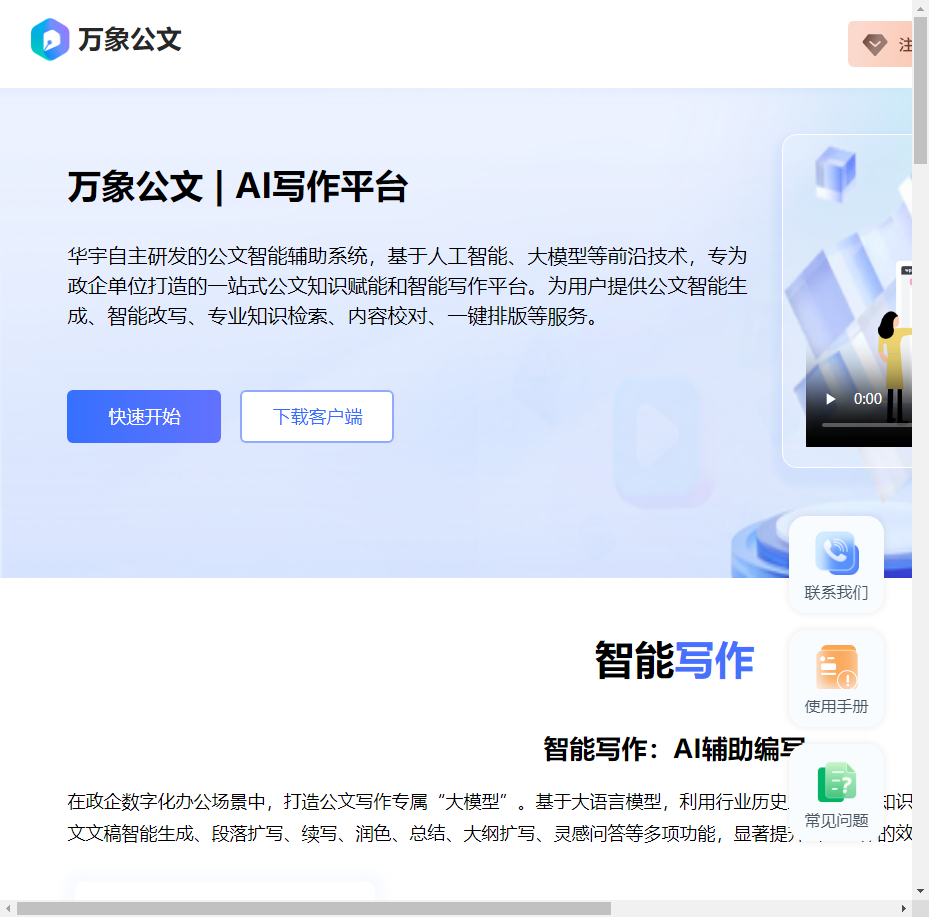 万象公文
注
万象公文 | AI写作平台
华宇自主研发的公文智能辅助系统，基于人工智能、大模型等前沿技术，专为
政企单位打造的一站式公文知识赋能和智能写作平台。为用户提供公文智能生
成、智能改写、专业知识检索、内容校对、一键排版等服务。
0:00
快速开始
下载客户端
联系我们
智能写作
使用手册
智能写作：AI辅助编写
在政企数字化办公场景中，打造公文写作专属“大模型”。基于大语言模型，利用行业历史 知识
常见问题
文文稿智能生成、段落扩写、续写、润色、总结、大纲扩写、灵感问答等多项功能，显著提升 的效